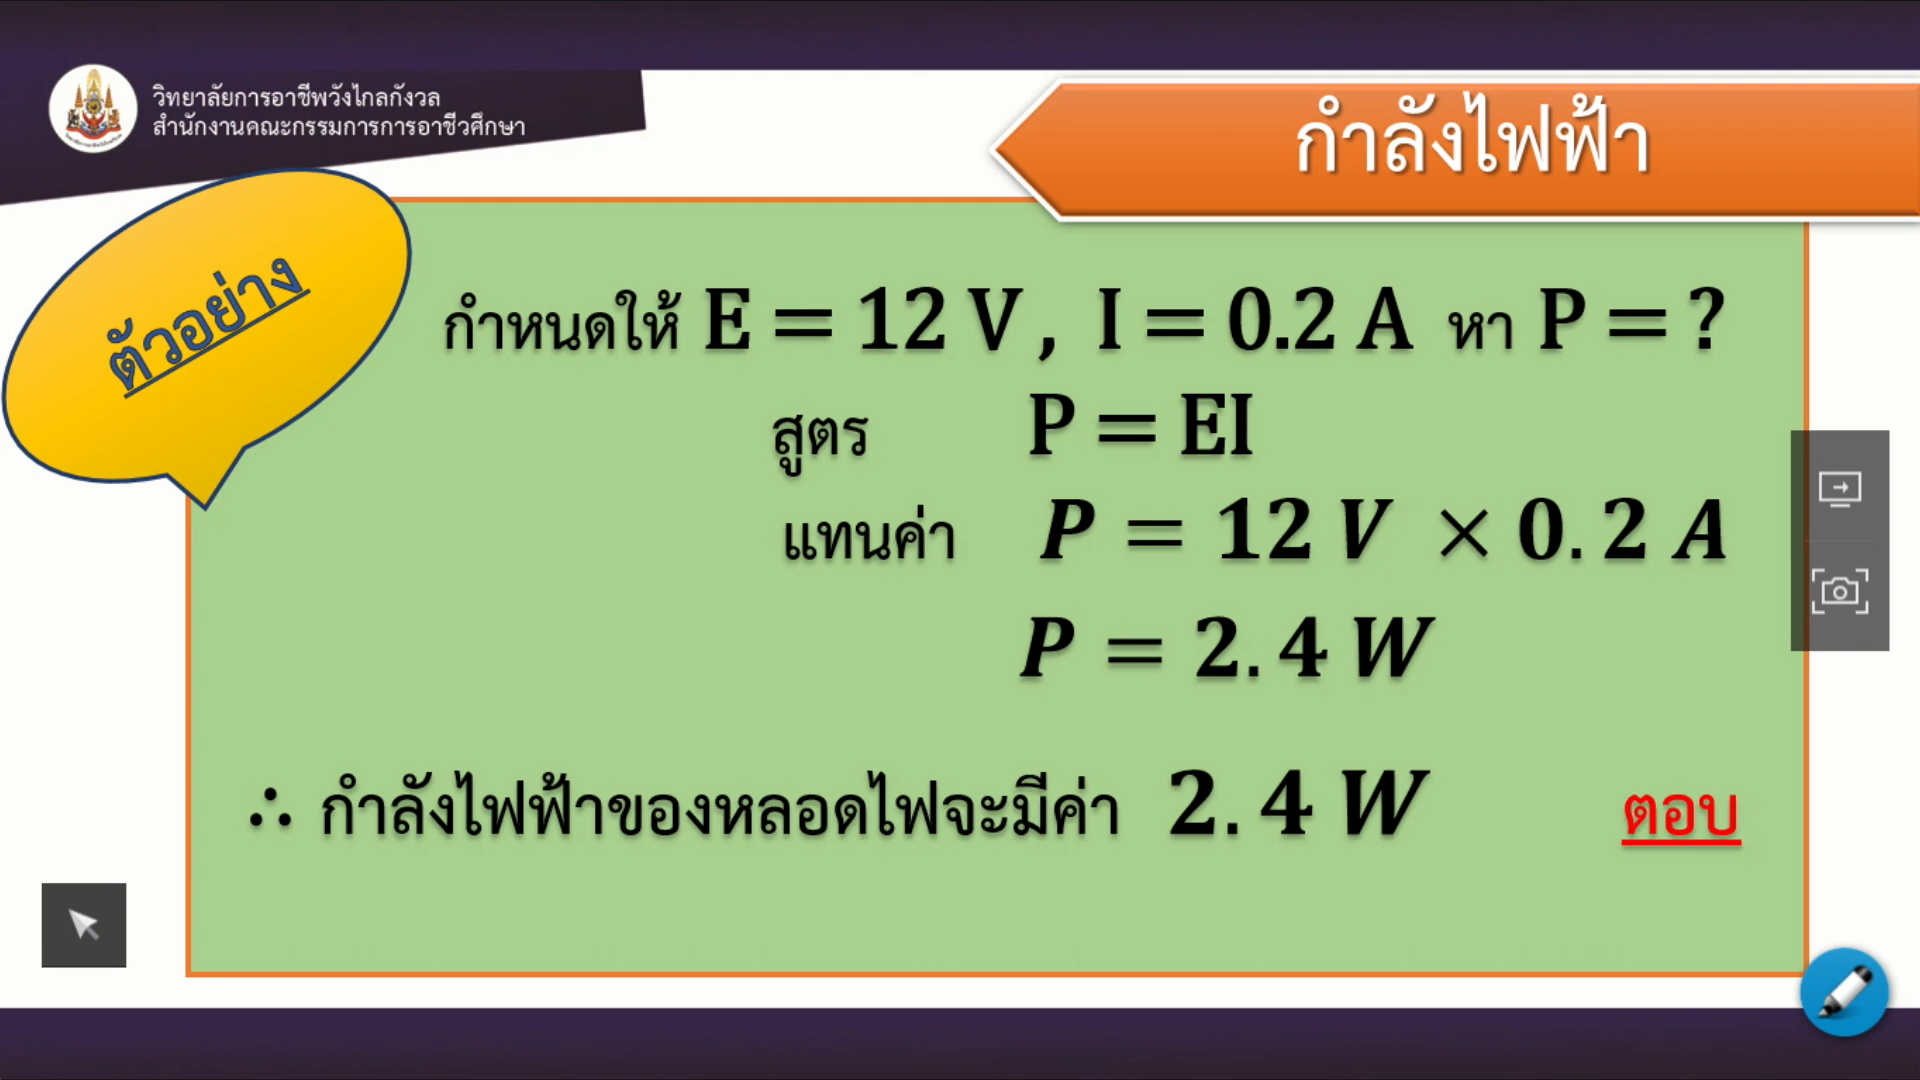 วิทยาลัยการอาชีพวังไกลกังวล
สำนักงานคณะกรรมการการอาชีวศึกษา
กำลังไฟฟ้า
ตัวอย่าง
กำหนดให้ E = 12 V , I = 0.2 A หา P = ?
สูตร P = EI
แทนค่า P = 12 V × 0.2 A
P = 2.4 W
∴ กำลังไฟฟ้าของหลอดไฟจะมีค่า 2.4 W ตอบ